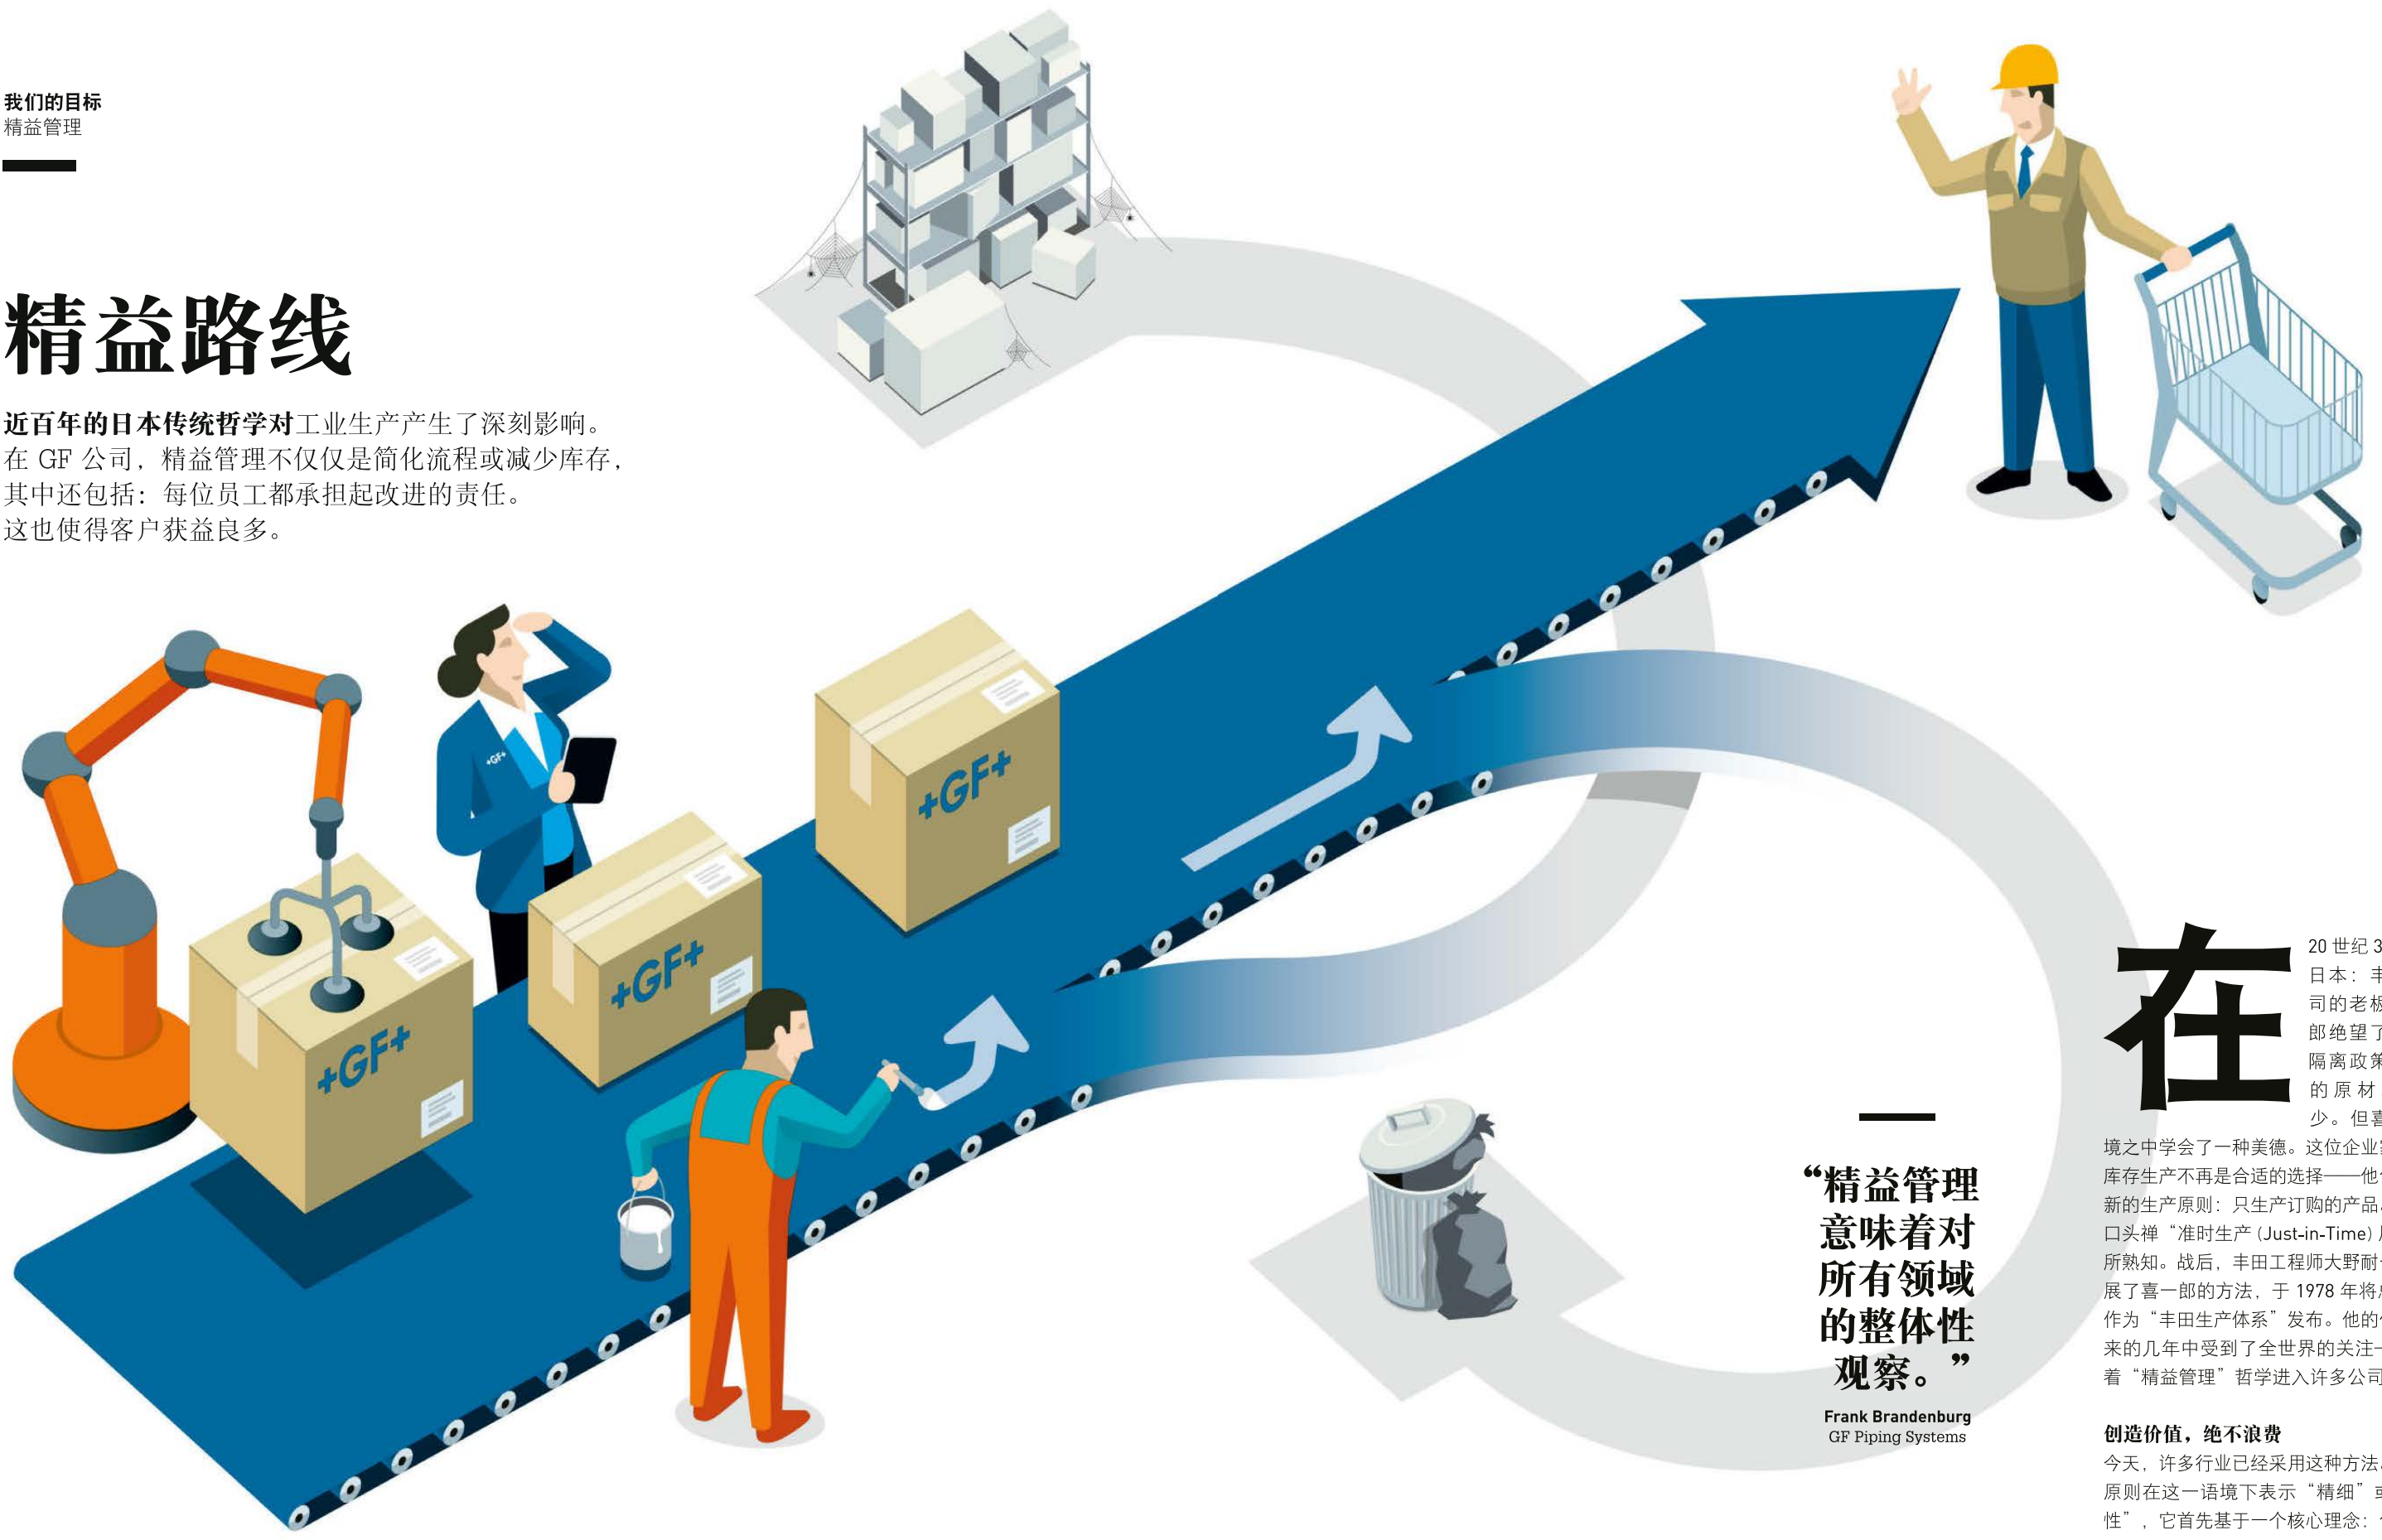 我们的目标
精益管理
精益路线
近百年的日本传统哲学对工业生产产生了深刻影响。
在 GF 公司，精益管理不仅仅是简化流程或减少库存，
其中还包括：每位员工都承担起改进的责任。
这也使得客户获益良多。
+GF+
+GF+
+GF+
+GF+
“精益管理
意味着对
所有领域
的整体性
观察。”
Frank Brandenburg
GF Piping Systems
在
20 世纪 3
日本：丰
司的老板
郎绝望了
隔离政策
的原材
少。但喜
境之中学会了一种美德。这位企业
库存生产不再是合适的选择——他
新的生产原则：只生产订购的产品
口头禅“准时生产 (Just-in-Time)
所熟知。战后，丰田工程师大野耐
展了喜一郎的方法，于 1978 年将
作为“丰田生产体系”发布。他的
来的几年中受到了全世界的关注
着“精益管理”哲学进入许多公司
创造价值，绝不浪费
今天，许多行业已经采用这种方法
原则在这一语境下表示“精细”
性”，它首先基于一个核心理念：